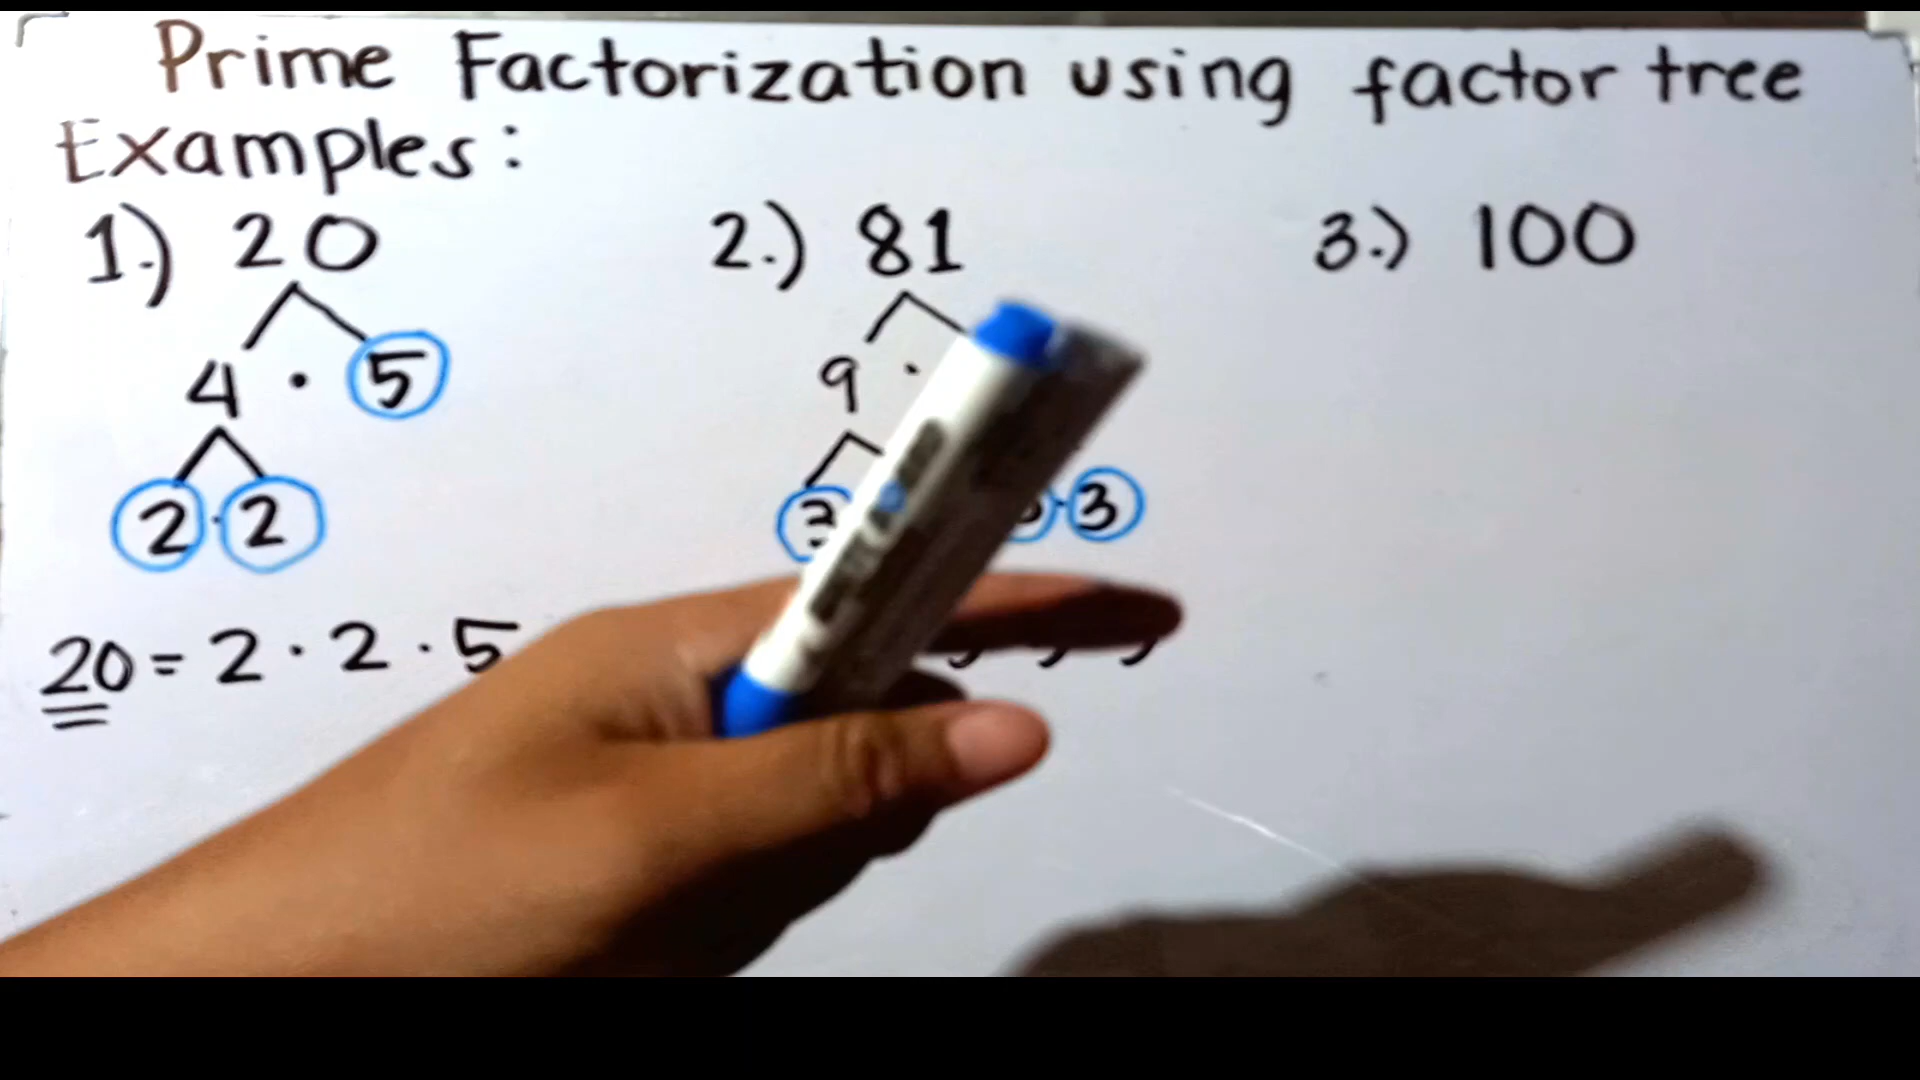 Prime Factorization using factor tree
Examples:
1.) 20 2.) 81 3.) 100
4 · 5 9 ·
2 · 2 3 · 3
20 = 2 · 2 · 5